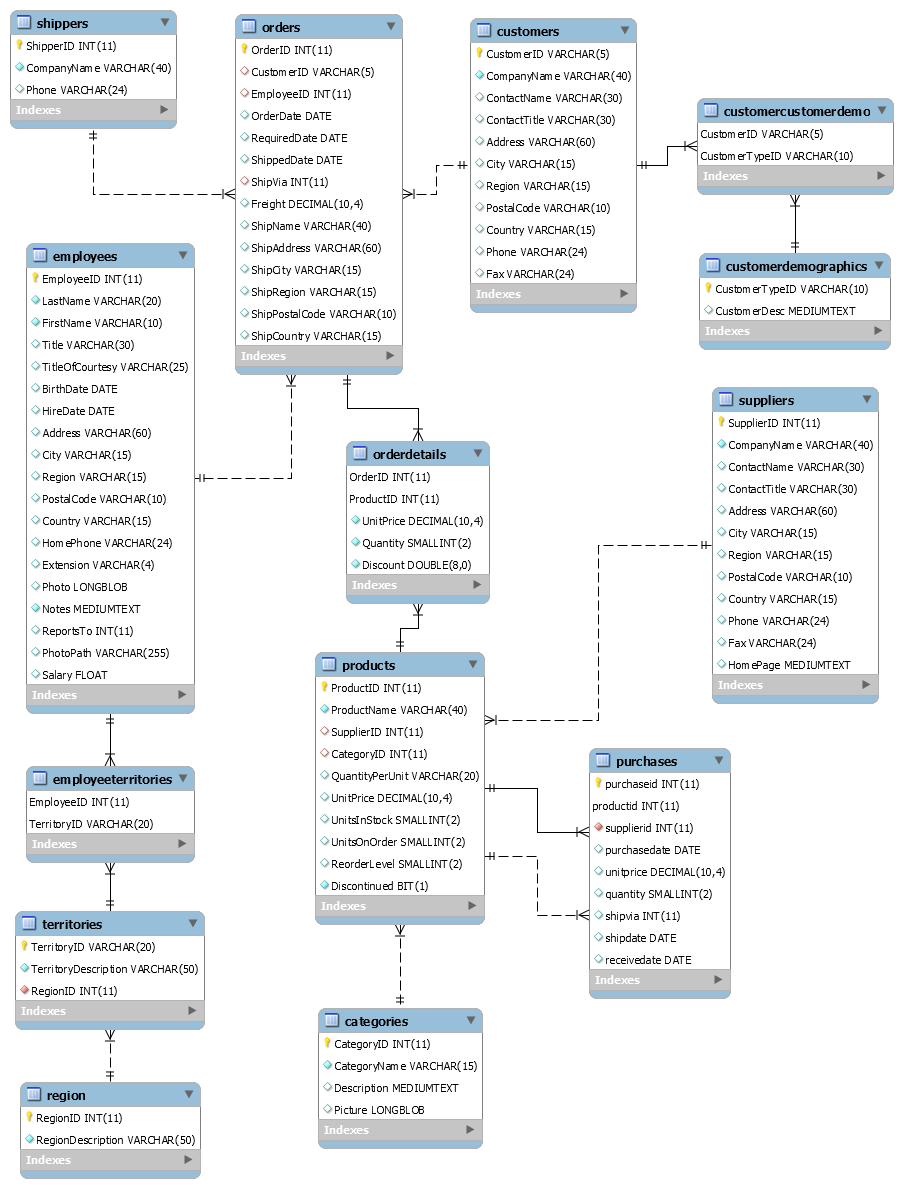 shippers
ShipperID INT(11)
CompanyName VARCHAR(40)
Phone VARCHAR(24)
Indexes
orders
OrderID INT(11)
CustomerID VARCHAR(5)
EmployeeID INT(11)
OrderDate DATE
RequiredDate DATE
ShippedDate DATE
ShipVia INT(11)
Freight DECIMAL(10,4)
ShipName VARCHAR(40)
ShipAddress VARCHAR(60)
ShipCity VARCHAR(15)
ShipRegion VARCHAR(15)
ShipPostalCode VARCHAR(10)
ShipCountry VARCHAR(15)
Indexes
customers
CustomerID VARCHAR(5)
CompanyName VARCHAR(40)
ContactName VARCHAR(30)
ContactTitle VARCHAR(30)
Address VARCHAR(60)
City VARCHAR(15)
Region VARCHAR(15)
PostalCode VARCHAR(10)
Country VARCHAR(15)
Phone VARCHAR(24)
Fax VARCHAR(24)
Indexes
customercustomerdemo
CustomerID VARCHAR(5)
CustomerTypeID VARCHAR(10)
Indexes
customerdemographics
CustomerTypeID VARCHAR(10)
CustomerDesc MEDIUMTEXT
Indexes
employees
EmployeeID INT(11)
LastName VARCHAR(20)
FirstName VARCHAR(10)
Title VARCHAR(30)
TitleOfCourtesy VARCHAR(25)
BirthDate DATE
HireDate DATE
Address VARCHAR(60)
City VARCHAR(15)
Region VARCHAR(15)
PostalCode VARCHAR(10)
Country VARCHAR(15)
HomePhone VARCHAR(24)
Extension VARCHAR(4)
Photo LONGBLOB
Notes MEDIUMTEXT
ReportsTo INT(11)
PhotoPath VARCHAR(255)
Salary FLOAT
Indexes
orderdetails
OrderID INT(11)
ProductID INT(11)
UnitPrice DECIMAL(10,4)
Quantity SMALLINT(2)
Discount DOUBLE(8,0)
Indexes
suppliers
SupplierID INT(11)
CompanyName VARCHAR(40)
ContactName VARCHAR(30)
ContactTitle VARCHAR(30)
Address VARCHAR(60)
City VARCHAR(15)
Region VARCHAR(15)
PostalCode VARCHAR(10)
Country VARCHAR(15)
Phone VARCHAR(24)
Fax VARCHAR(24)
HomePage MEDIUMTEXT
Indexes
products
ProductID INT(11)
ProductName VARCHAR(40)
SupplierID INT(11)
CategoryID INT(11)
QuantityPerUnit VARCHAR(20)
UnitPrice DECIMAL(10,4)
UnitsInStock SMALLINT(2)
UnitsOnOrder SMALLINT(2)
ReorderLevel SMALLINT(2)
Discontinued BIT(1)
Indexes
purchases
purchaseid INT(11)
productid INT(11)
supplierid INT(11)
purchasedate DATE
unitprice DECIMAL(10,4)
quantity SMALLINT(2)
shipvia INT(11)
shipdate DATE
receivedate DATE
Indexes
employeeterritories
EmployeeID INT(11)
TerritoryID VARCHAR(20)
Indexes
territories
TerritoryID VARCHAR(20)
TerritoryDescription VARCHAR(50)
RegionID INT(11)
Indexes
categories
CategoryID INT(11)
CategoryName VARCHAR(15)
Description MEDIUMTEXT
Picture LONGBLOB
Indexes
region
RegionID INT(11)
RegionDescription VARCHAR(50)
Indexes